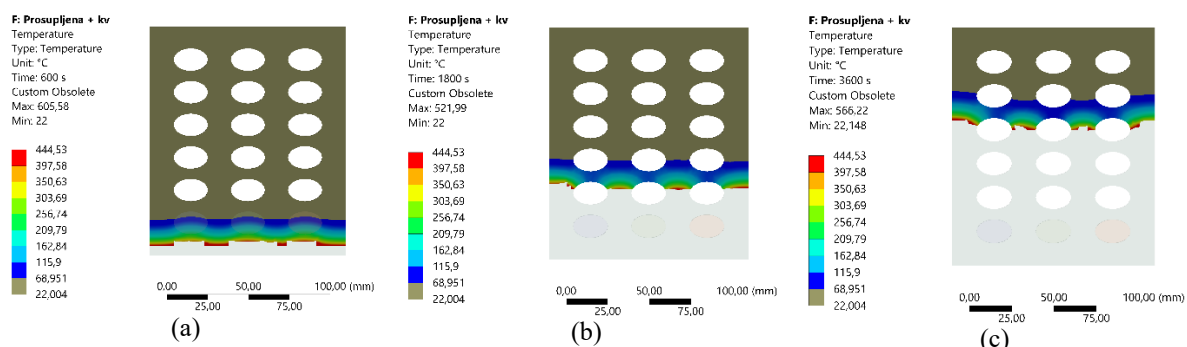 F: Prosupljena + kv
Temperature
Type: Temperature
Unit: °C
Time: 600 s
Custom Obsolete
Max: 605,58
Min: 22
444,53
397,58
350,63
303,69
256,74
209,79
162,84
115,9
68,951
22,004
0,00 50,00 100,00 (mm)
25,00 75,00
(a)
F: Prosupljena + kv
Temperature
Type: Temperature
Unit: °C
Time: 1800 s
Custom Obsolete
Max: 521,99
Min: 22
444,53
397,58
350,63
303,69
256,74
209,79
162,84
115,9
68,951
22,004
0,00 50,00 100,00 (mm)
25,00 75,00
(b)
F: Prosupljena + kv
Temperature
Type: Temperature
Unit: °C
Time: 3600 s
Custom Obsolete
Max: 566,22
Min: 22,148
444,53
397,58
350,63
303,69
256,74
209,79
162,84
115,9
68,951
22,004
0,00 50,00 100,00 (mm)
25,00 75,00
(c)